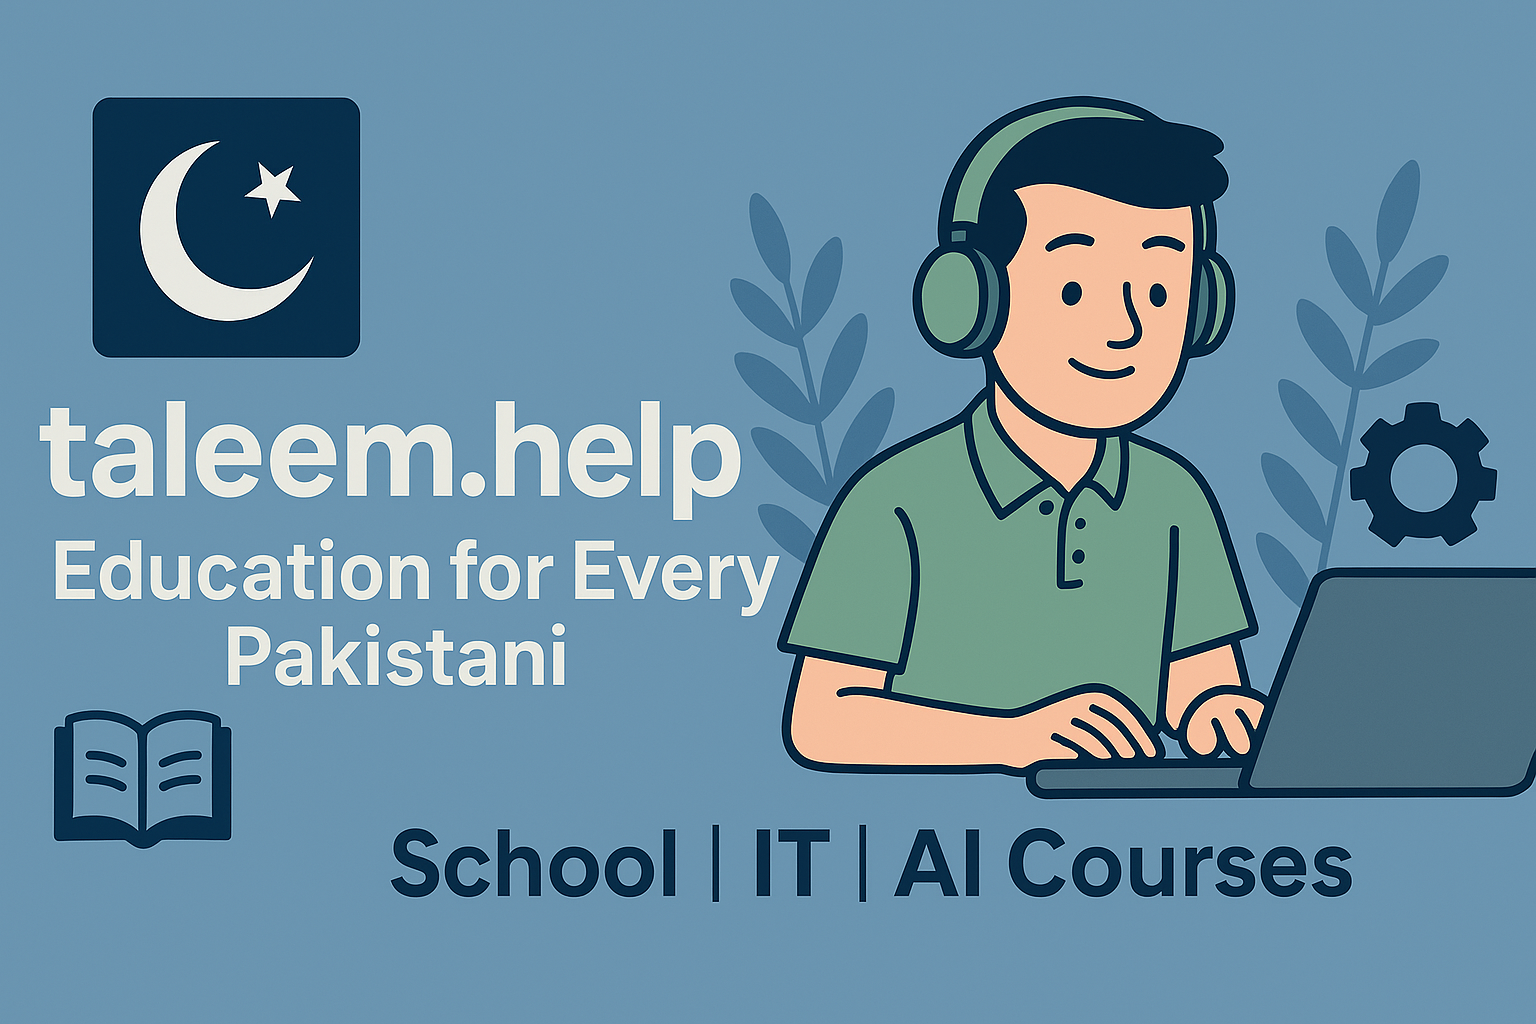 taleem.help
Education for Every
Pakistani
School | IT | AI Courses